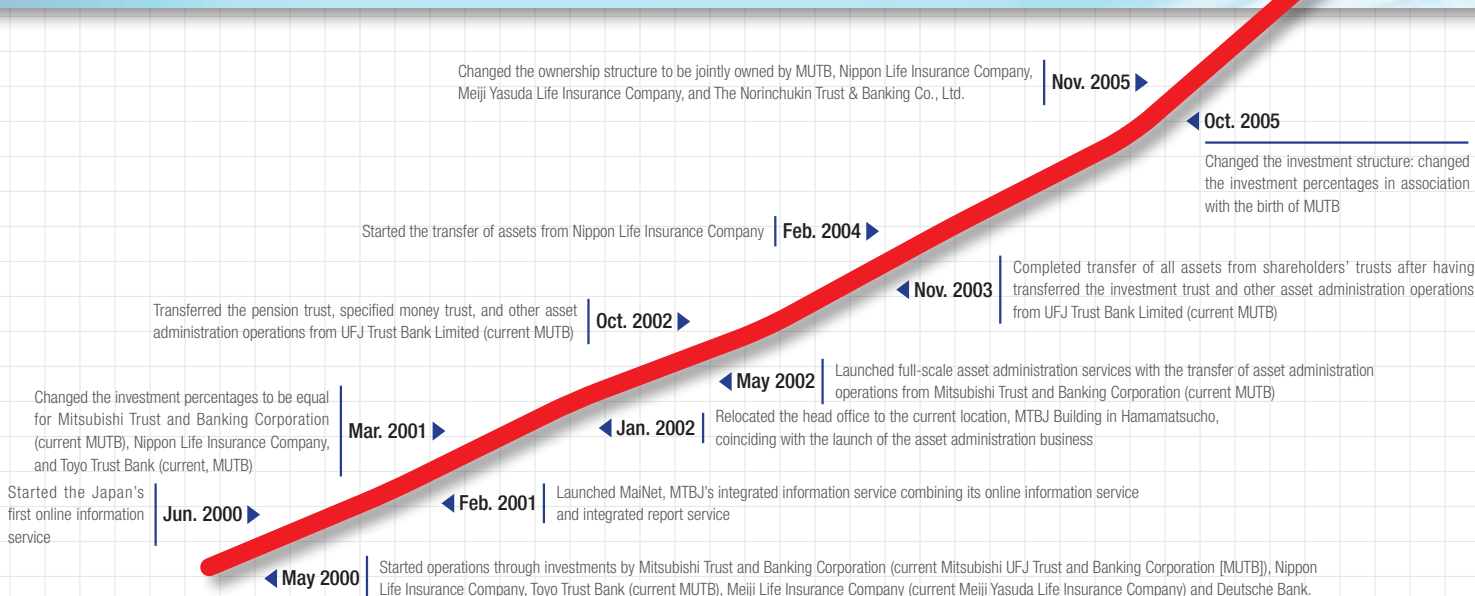 Changed the ownership structure to be jointly owned by MUTB, Nippon Life Insurance Company,
Meiji Yasuda Life Insurance Company, and The Norinchukin Trust & Banking Co., Ltd.
Nov. 2005
Oct. 2005
Changed the investment structure: changed
the investment percentages in association
with the birth of MUTB
Started the transfer of assets from Nippon Life Insurance Company
Feb. 2004
Nov. 2003
Completed transfer of all assets from shareholders' trusts after having
transferred the investment trust and other asset administration operations
from UFJ Trust Bank Limited (current MUTB)
Transferred the pension trust, specified money trust, and other asset
administration operations from UFJ Trust Bank Limited (current MUTB)
Oct. 2002
May 2002
Launched full-scale asset administration services with the transfer of asset administration
operations from Mitsubishi Trust and Banking Corporation (current MUTB)
Changed the investment percentages to be equal
for Mitsubishi Trust and Banking Corporation
(current MUTB), Nippon Life Insurance Company,
and Toyo Trust Bank (current, MUTB)
Mar. 2001
Jan. 2002
Relocated the head office to the current location, MTBJ Building in Hamamatsucho,
coinciding with the launch of the asset administration business
Started the Japan's
first online information
service
Jun. 2000
Feb. 2001
Launched MaiNet, MTBJ's integrated information service combining its online information service
and integrated report service
May 2000
Started operations through investments by Mitsubishi Trust and Banking Corporation (current Mitsubishi UFJ Trust and Banking Corporation [MUTB]), Nippon
Life Insurance Company, Toyo Trust Bank (current MUTB), Meiji Life Insurance Company (current Meiji Yasuda Life Insurance Company) and Deutsche Bank.